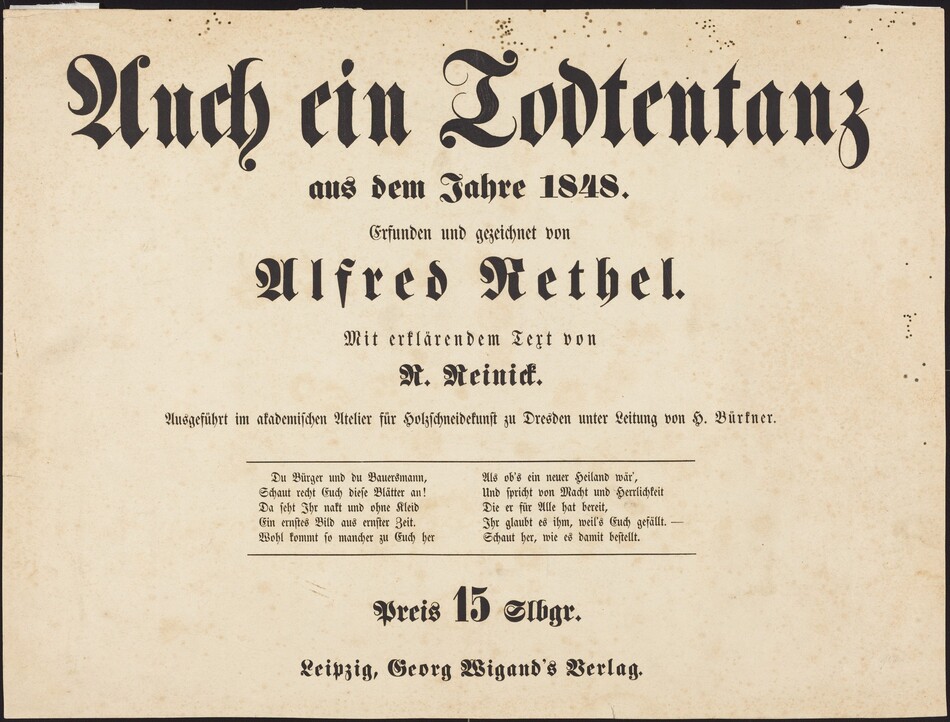 Auch ein Todtentanz
aus dem Jahre 1848.
Erfunden und gezeichnet von
Alfred Rethel.
Mit erklärendem Text von
R. Reinick.
Ausgeführt im akademischen Atelier für Holzschneidekunst zu Dresden unter Leitung von H. Bürkner.
Du Bürger und du Bauersmann,
Schaut recht Euch diese Blätter an!
Da seht Ihr nakt und ohne Kleid
Ein ernstes Bild aus ernster Zeit.
Wohl kommt so mancher zu Euch her
Als ob's ein neuer Heiland wär',
Und spricht von Macht und Herrlichkeit
Die er für Alle hat bereit,
Ihr glaubt es ihm, weil's Euch gefällt. —
Schaut her, wie es damit bestellt.
Preis 15 Slbgr.
Leipzig, Georg Wigand's Verlag.